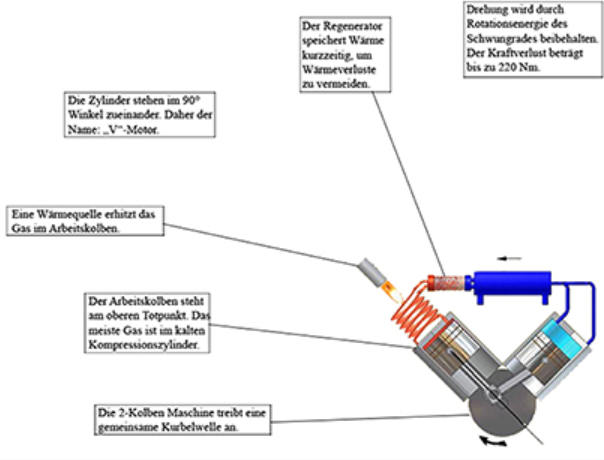 Drehung wird durch
Rotationsenergie des
Schwungrades beibehalten.
Der Kraftverlust beträgt
bis zu 220 Nm.
Der Regenerator
speichert Wärme
kurzzeitig, um
Wärmeverluste
zu vermeiden.
Die Zylinder stehen im 90°
Winkel zueinander. Daher der
Name: „V“-Motor.
Eine Wärmequelle erhitzt das
Gas im Arbeitskolben.
Der Arbeitskolben steht
am oberen Totpunkt. Das
meiste Gas ist im kalten
Kompressionszylinder.
Die 2-Kolben Maschine treibt eine
gemeinsame Kurbelwelle an.